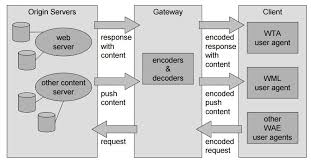 Origin Servers
Gateway
Client
web
server
other content
server
response
with
content
push
content
request
encoders
&
decoders
encoded
response
with
content
encoded
push
content
encoded
request
WTA
user agent
WML
user agent
other
WAE
user agents